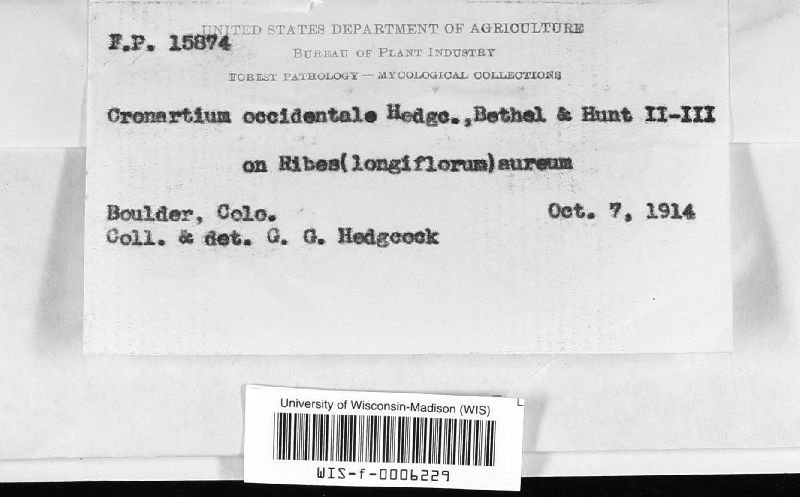 UNITED STATES DEPARTMENT OF AGRICULTURE
F.P. 15874
BUREAU OF PLANT INDUSTRY
FOREST PATHOLOGY — MYCOLOGICAL COLLECTIONS
Cronartium occidentale Hedgc.,Bethel & Hunt II-III
on Ribes(longiflorum)aureum
Boulder, Colo. Oct. 7, 1914
Coll. & det. G. G. Hedgcock
University of Wisconsin-Madison (WIS)
WIS-f-0006229